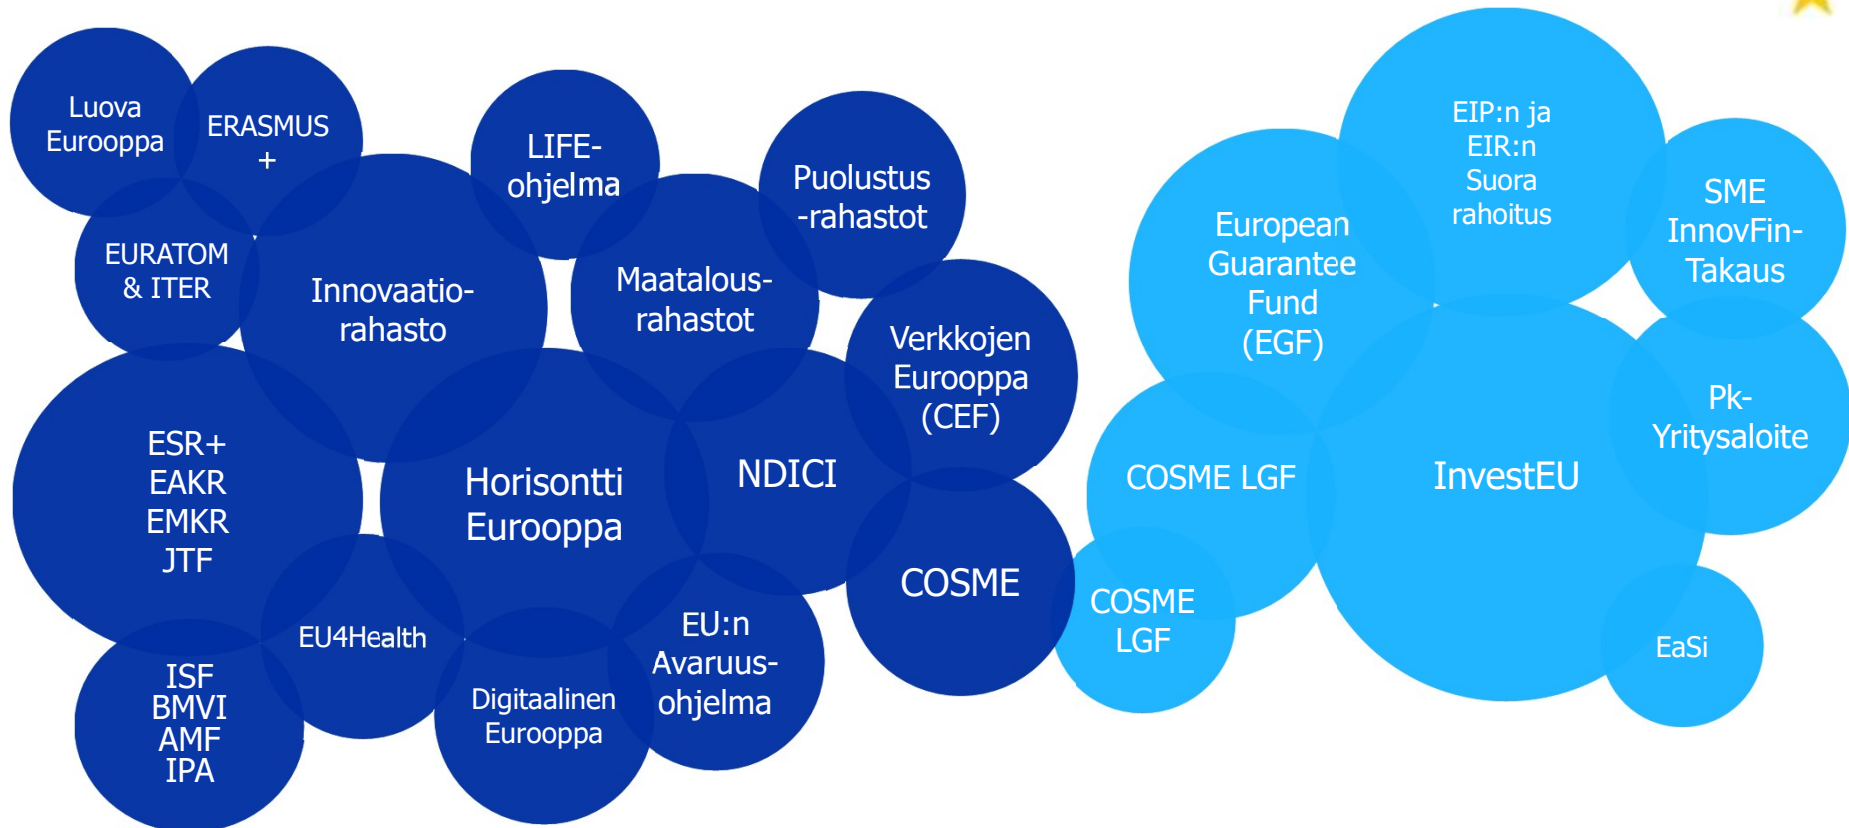 Luova
Eurooppa
ERASMUS
+
EURATOM
& ITER
Innovaatio-
rahasto
LIFE-
ohjelma
Maatalous-
rahastot
Puolustus
-rahastot
Verkkojen
Eurooppa
(CEF)
ESR+
EAKR
EMKR
JTF
Horisontti
Eurooppa
NDICI
COSME
EU4Health
ISF
BMVI
AMF
IPA
Digitaalinen
Eurooppa
EU:n
Avaruus-
ohjelma
EIP:n ja
EIR:n
Suora
rahoitus
European
Guarantee
Fund
(EGF)
SME
InnovFin-
Takaus
Pk-
Yritysaloite
COSME LGF
InvestEU
COSME
LGF
EaSi